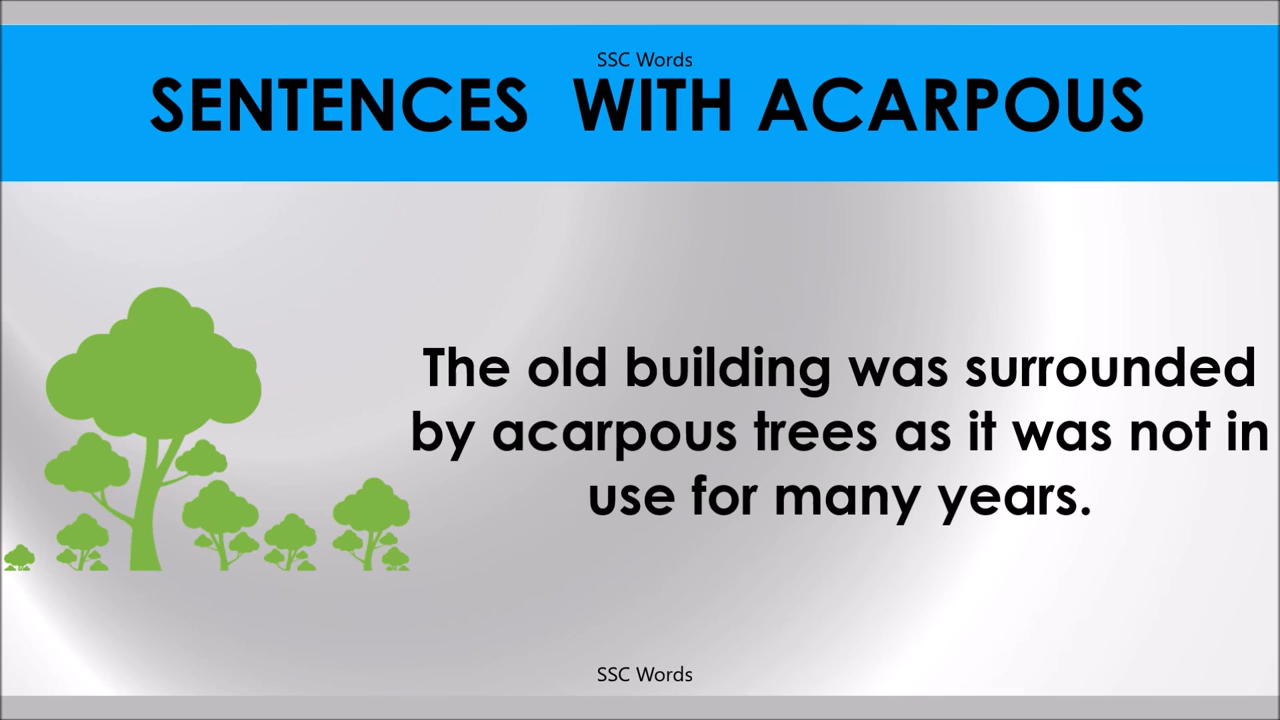 SSC Words
SENTENCES WITH ACARPOUS
The old building was surrounded
by acarpous trees as it was not in
use for many years.
SSC Words